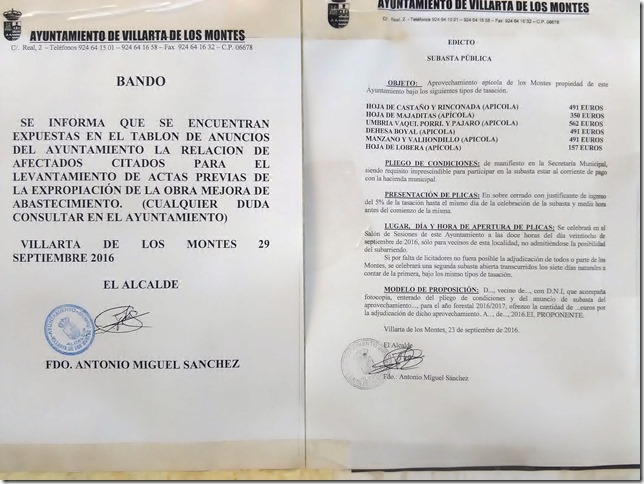 AYUNTAMIENTO DE VILLARTA DE LOS MONTES
C/. Real, 2 – Teléfonos 924 64 15 01 – 924 64 16 58 – Fax 924 64 16 32 – C.P. 06678
BANDO
SE INFORMA QUE SE ENCUENTRAN
EXPUESTAS EN EL TABLON DE ANUNCIOS
DEL AYUNTAMIENTO LA RELACION DE
AFECTADOS CITADOS PARA EL
LEVANTAMIENTO DE ACTAS PREVIAS DE
LA EXPROPIACIÓN DE LA OBRA MEJORA DE
ABASTECIMIENTO. (CUALQUIER DUDA
CONSULTAR EN EL AYUNTAMIENTO)
VILLARTA DE LOS MONTES 29
SEPTIEMBRE 2016
EL ALCALDE
FDO. ANTONIO MIGUEL SANCHEZ
AYUNTAMIENTO DE VILLARTA DE LOS MONTES
C/. Real, 2 – Teléfonos 924 64 15 01 – 924 64 16 58 – Fax 924 64 16 32 – C.P. 06678
EDICTO
SUBASTA PÚBLICA
OBJETO: Aprovechamiento apícola de los Montes propiedad de este
Ayuntamiento bajo los siguientes tipos de tasación.
HOJA DE CASTAÑO Y RINCONADA (APÍCOLA) 491 EUROS
HOJA DE MAJADITAS (APÍCOLA) 350 EUROS
UMBRIA VAQUI, PORRIL Y PAJARO (APÍCOLA) 562 EUROS
DEHESA BOYAL (APÍCOLA) 491 EUROS
MANZANO Y VALHONDILLO (APÍCOLA) 491 EUROS
HOJA DE LOBERA (APÍCOLA) 157 EUROS
PLIEGO DE CONDICIONES: de manifiesto en la Secretaría Municipal,
siendo requisito imprescindible para participar en la subasta estar al corriente de pago
con la hacienda municipal.
PRESENTACIÓN DE PLICAS: En sobre cerrado con justificante de ingreso
del 5% de la tasación hasta el mismo día de la celebración de la subasta y media hora
antes del comienzo de la misma.
LUGAR, DÍA Y HORA DE APERTURA DE PLICAS: Se celebrará en el
Salón de Sesiones de este Ayuntamiento a las doce horas del día veintiocho de
septiembre de 2016, sólo para vecinos de esta localidad, no admitiéndose la posibilidad
del subarriendo.
Si por falta de licitadores no fuera posible la adjudicación de todos o parte de los
Montes, se celebrará una segunda subasta abierta transcurridos los siete días naturales a
contar de la primera, bajo los mismos tipos de tasación.
MODELO DE PROPOSICIÓN: D..., vecino de..., con D.N.I, que acompaña
fotocopia, enterado del pliego de condiciones y del anuncio de subasta del
aprovechamiento..., para el año forestal 2016/2017, ofrezco la cantidad de ...euros por
la adjudicación de dicho aprovechamiento. A... de..., 2016.EL PROPONENTE.
Villarta de los Montes, 23 de septiembre de 2016.
El Alcalde
Fdo.: Antonio Miguel Sánchez